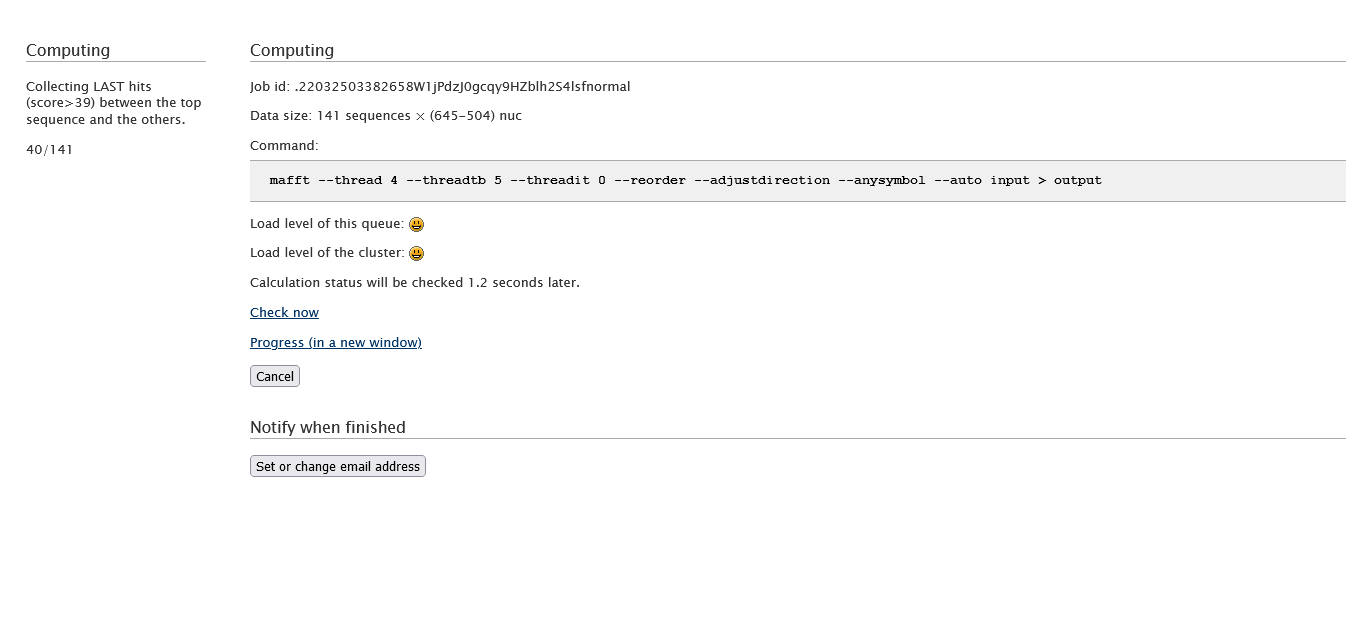 Computing
Collecting LAST hits
(score>39) between the top
sequence and the others.
40/141
Computing
Job id: .22032503382658W1jPdzJ0gcqy9HZblh2S4lsfnormal
Data size: 141 sequences × (645-504) nuc
Command:
mafft --thread 4 --threadtb 5 --threadit 0 --reorder --adjustdirection --anysymbol --auto input > output
Load level of this queue:
Load level of the cluster:
Calculation status will be checked 1.2 seconds later.
Check now
Progress (in a new window)
Cancel
Notify when finished
Set or change email address